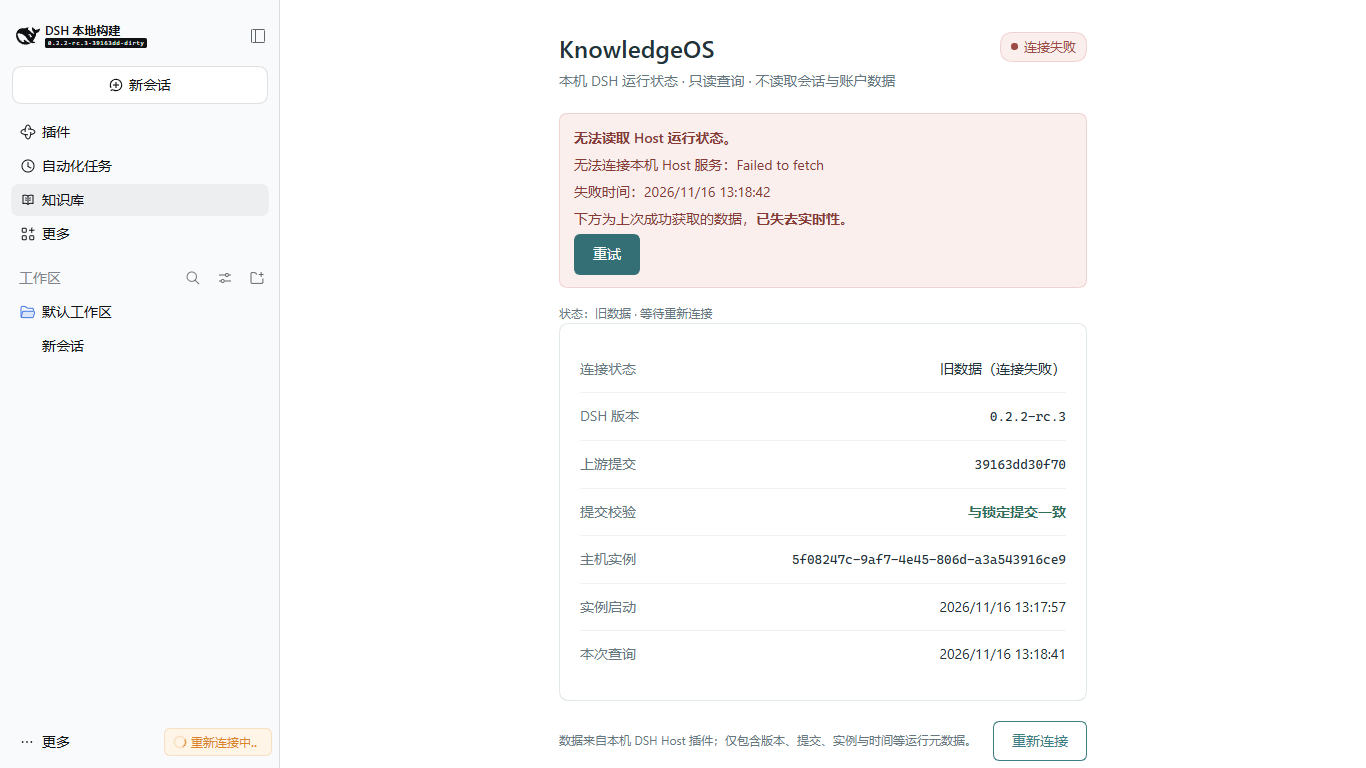 DSH 本地构建
0.2.2-rc.3-39163dd-dirty
新会话
插件
自动化任务
知识库
更多
工作区
默认工作区
新会话
更多
重新连接中..
KnowledgeOS
连接失败
本机 DSH 运行状态 · 只读查询 · 不读取会话与账户数据
无法读取 Host 运行状态。
无法连接本机 Host 服务：Failed to fetch
失败时间：2026/11/16 13:18:42
下方为上次成功获取的数据，已失去实时性。
重试
状态：旧数据 · 等待重新连接
连接状态 旧数据（连接失败）
DSH 版本 0.2.2-rc.3
上游提交 39163dd30f70
提交校验 与锁定提交一致
主机实例 5f08247c-9af7-4e45-806d-a3a543916ce9
实例启动 2026/11/16 13:17:57
本次查询 2026/11/16 13:18:41
数据来自本机 DSH Host 插件；仅包含版本、提交、实例与时间等运行元数据。
重新连接